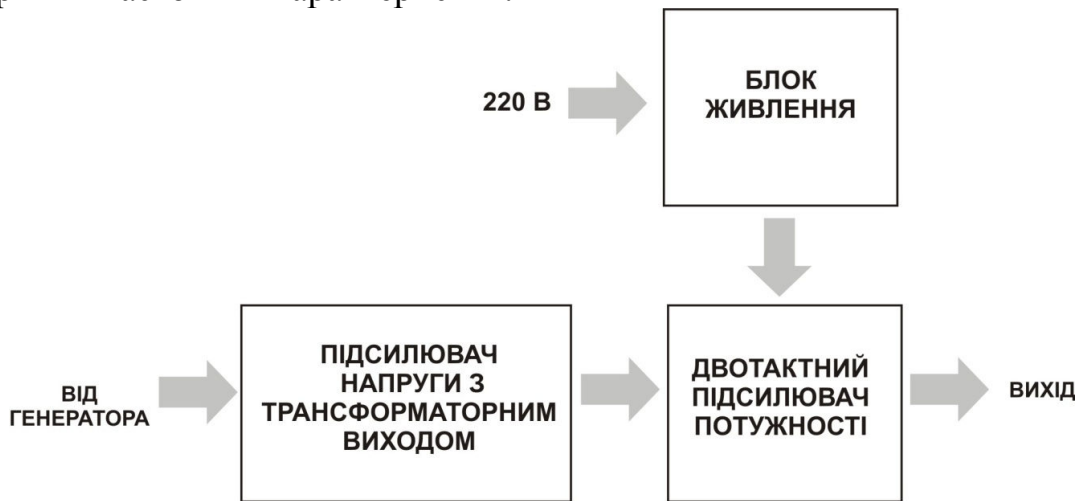 220 В
БЛОК
ЖИВЛЕННЯ
ПІДСИЛЮВАЧ
НАПРУГИ З
ТРАНСФОРМАТОРНИМ
ВИХОДОМ
ДВОТАКТНИЙ
ПІДСИЛЮВАЧ
ПОТУЖНОСТІ
ВІД
ГЕНЕРАТОРА
ВИХІД